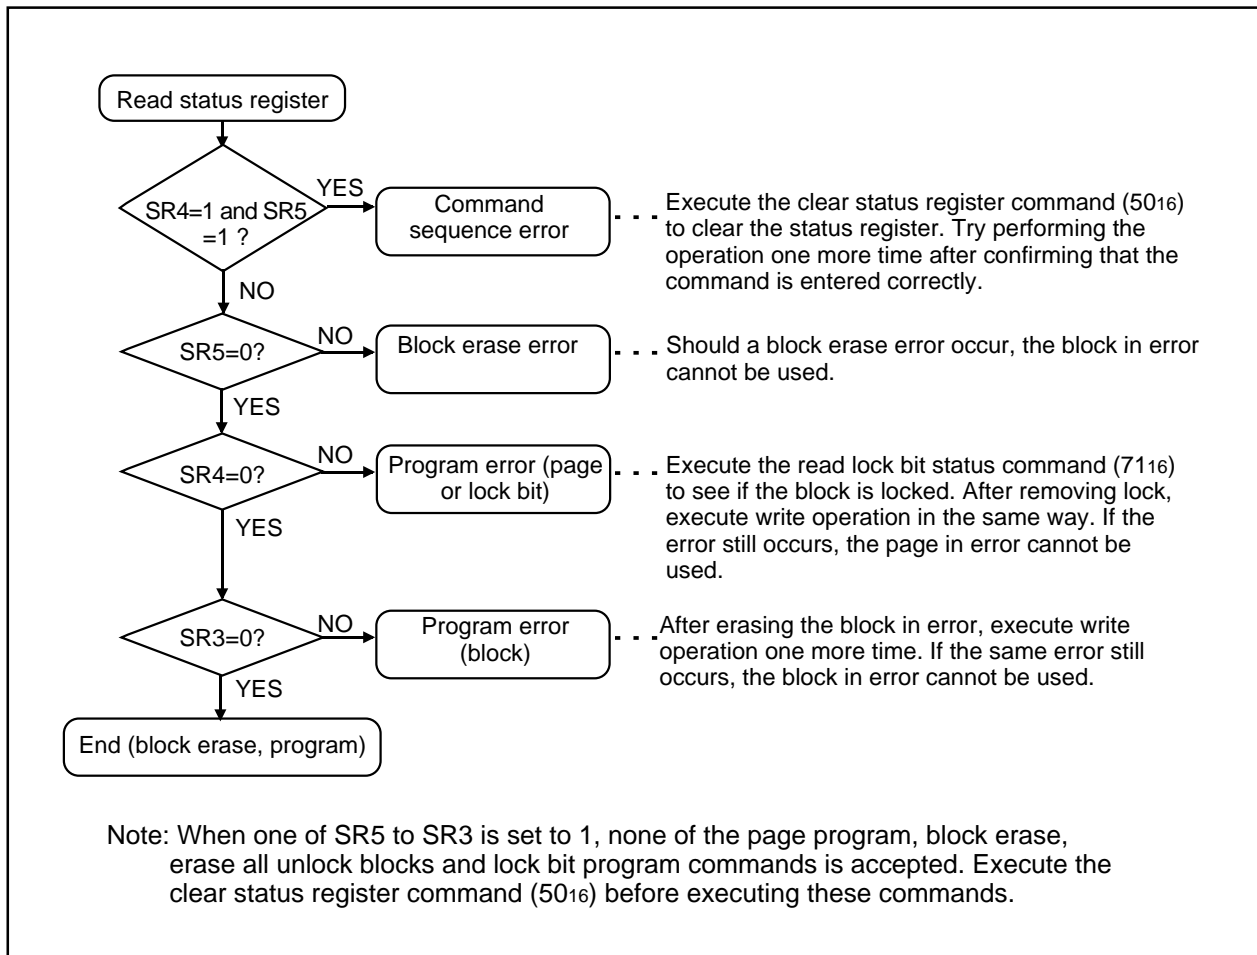 Read status register
SR4=1 and SR5
=1 ?
YES
Command
sequence error
Execute the clear status register command (5016)
to clear the status register. Try performing the
operation one more time after confirming that the
command is entered correctly.
NO
SR5=0?
NO
Block erase error
Should a block erase error occur, the block in error
cannot be used.
YES
SR4=0?
NO
Program error (page
or lock bit)
Execute the read lock bit status command (7116)
to see if the block is locked. After removing lock,
execute write operation in the same way. If the
error still occurs, the page in error cannot be
used.
YES
SR3=0?
NO
Program error
(block)
After erasing the block in error, execute write
operation one more time. If the same error still
occurs, the block in error cannot be used.
YES
End (block erase, program)
Note: When one of SR5 to SR3 is set to 1, none of the page program, block erase,
erase all unlock blocks and lock bit program commands is accepted. Execute the
clear status register command (5016) before executing these commands.